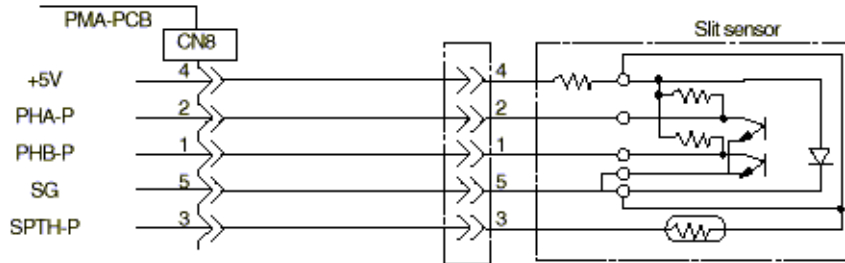 PMA-PCB
CN8
Slit sensor
+5V 4 4
PHA-P 2 2
PHB-P 1 1
SG 5 5
SPTH-P 3 3